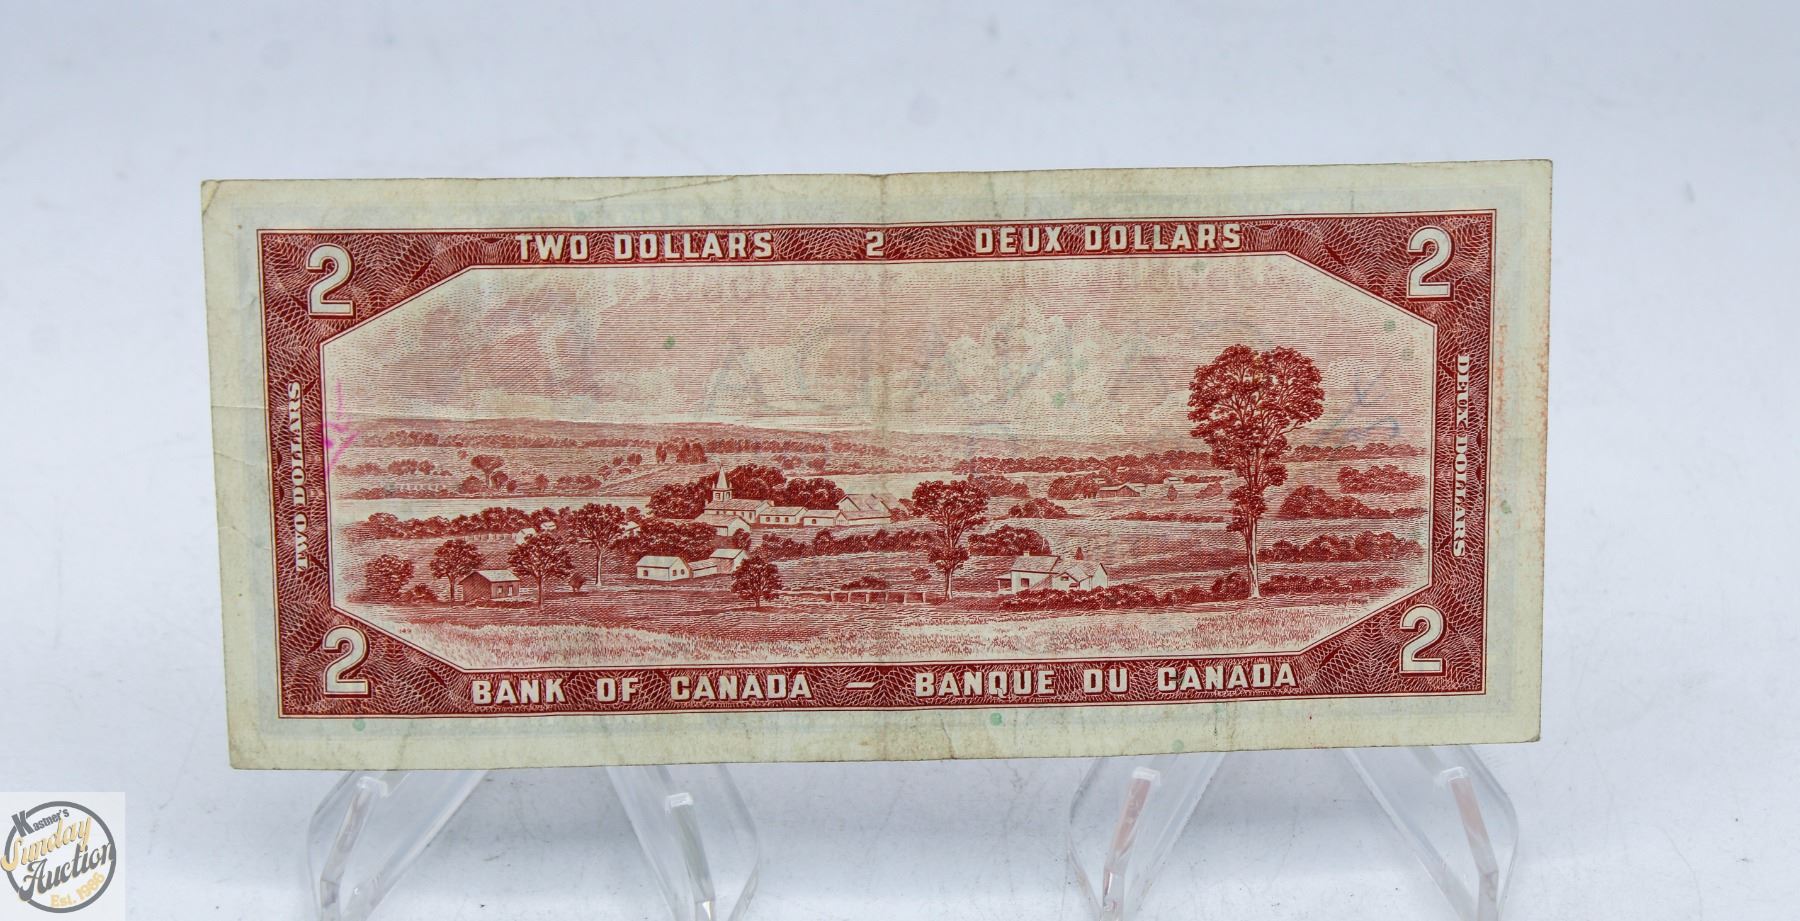 TWO DOLLARS 2 DEUX DOLLARS
2 2
TWO DOLLARS
DEUX DOLLARS
2 2
BANK OF CANADA — BANQUE DU CANADA
Kastner's
Sunday
Auction
Est. 1986